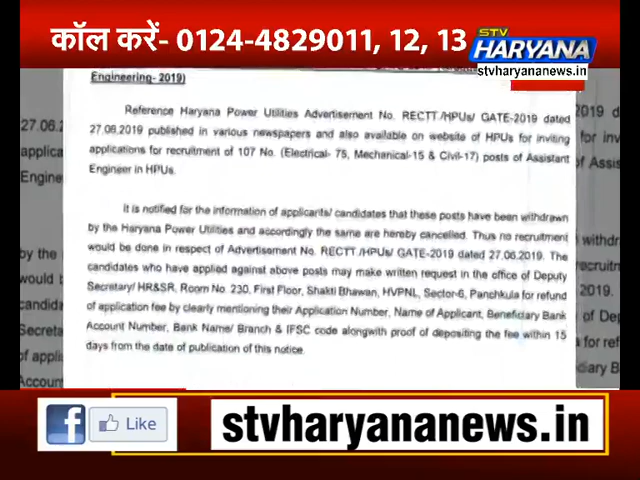 कॉल करें- 0124-4829011, 12, 13
STV
HARYANA
stvharyananews.in
Engineering- 2019)
Reference Haryana Power Utilities Advertisement No. RECTT /HPUs/ GATE-2019 dated
27.06.2019 published in various newspapers and also available on website of HPUs for inviting
applications for recruitment of 107 No. (Electrical- 75, Mechanical-15 & Civil-17) posts of Assistant
Engineer in HPUs.
It is notified for the information of applicants/ candidates that these posts have been withdrawn
by the Haryana Power Utilities and accordingly the same are hereby cancelled. Thus no recruitment
would be done in respect of Advertisement No. RECTT /HPUs/ GATE-2019 dated 27.06.2019. The
candidates who have applied against above posts may make written request in the office of Deputy
Secretary/ HR&SR, Room No. 230, First Floor, Shakti Bhawan, HVPNL, Sector-6, Panchkula for refund
of application fee by clearly mentioning their Application Number, Name of Applicant, Beneficiary Bank
Account Number, Bank Name/ Branch & IFSC code alongwith proof of depositing the fee within 15
days from the date of publication of this notice.
f
Like
stvharyananews.in